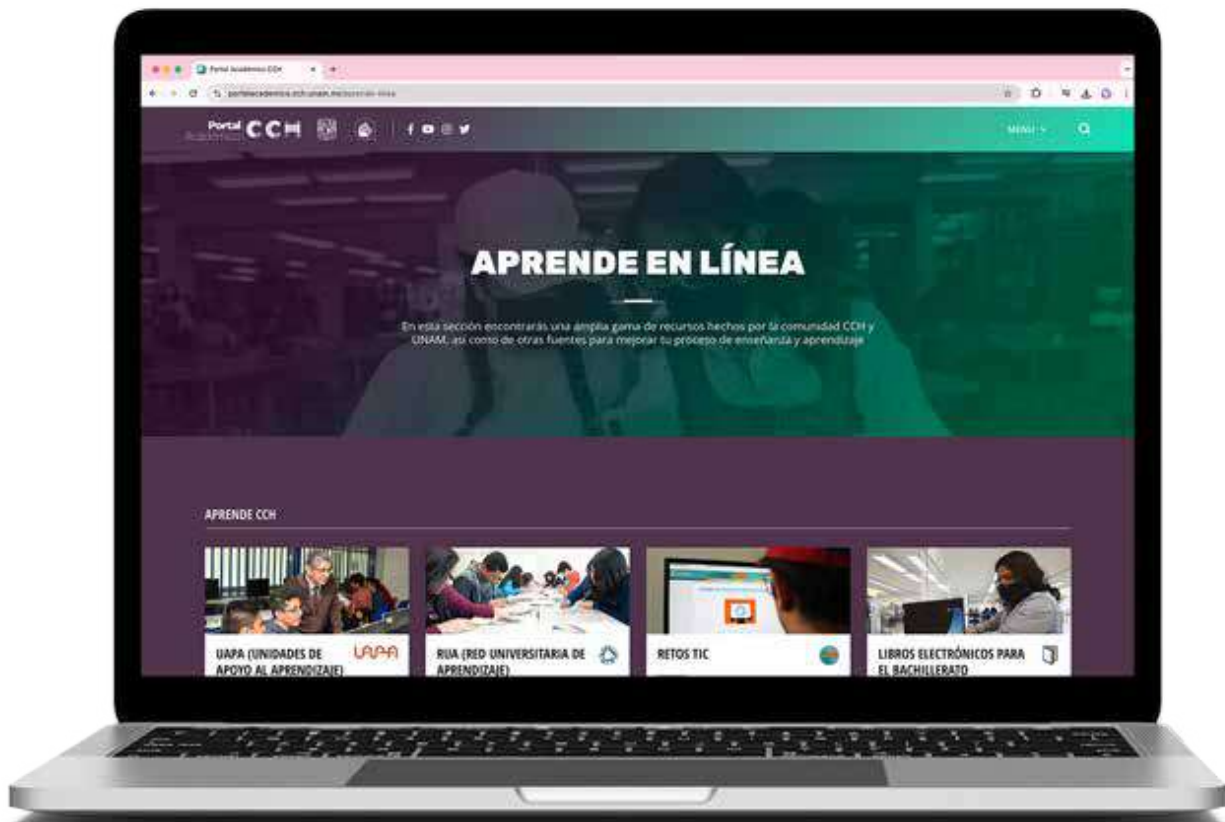 Portal Académico CCH
portalacademico.cch.unam.mx/aprende-linea
Portal
Académico
CCH
MENÚ
APRENDE EN LÍNEA
En esta sección encontrarás una amplia gama de recursos hechos por la comunidad CCH y
UNAM, así como de otras fuentes para mejorar tu proceso de enseñanza y aprendizaje
APRENDE CCH
UAPA (UNIDADES DE
APOYO AL APRENDIZAJE)
UAPA
RUA (RED UNIVERSITARIA DE
APRENDIZAJE)
RETOS TIC
LIBROS ELECTRÓNICOS PARA
EL BACHILLERATO